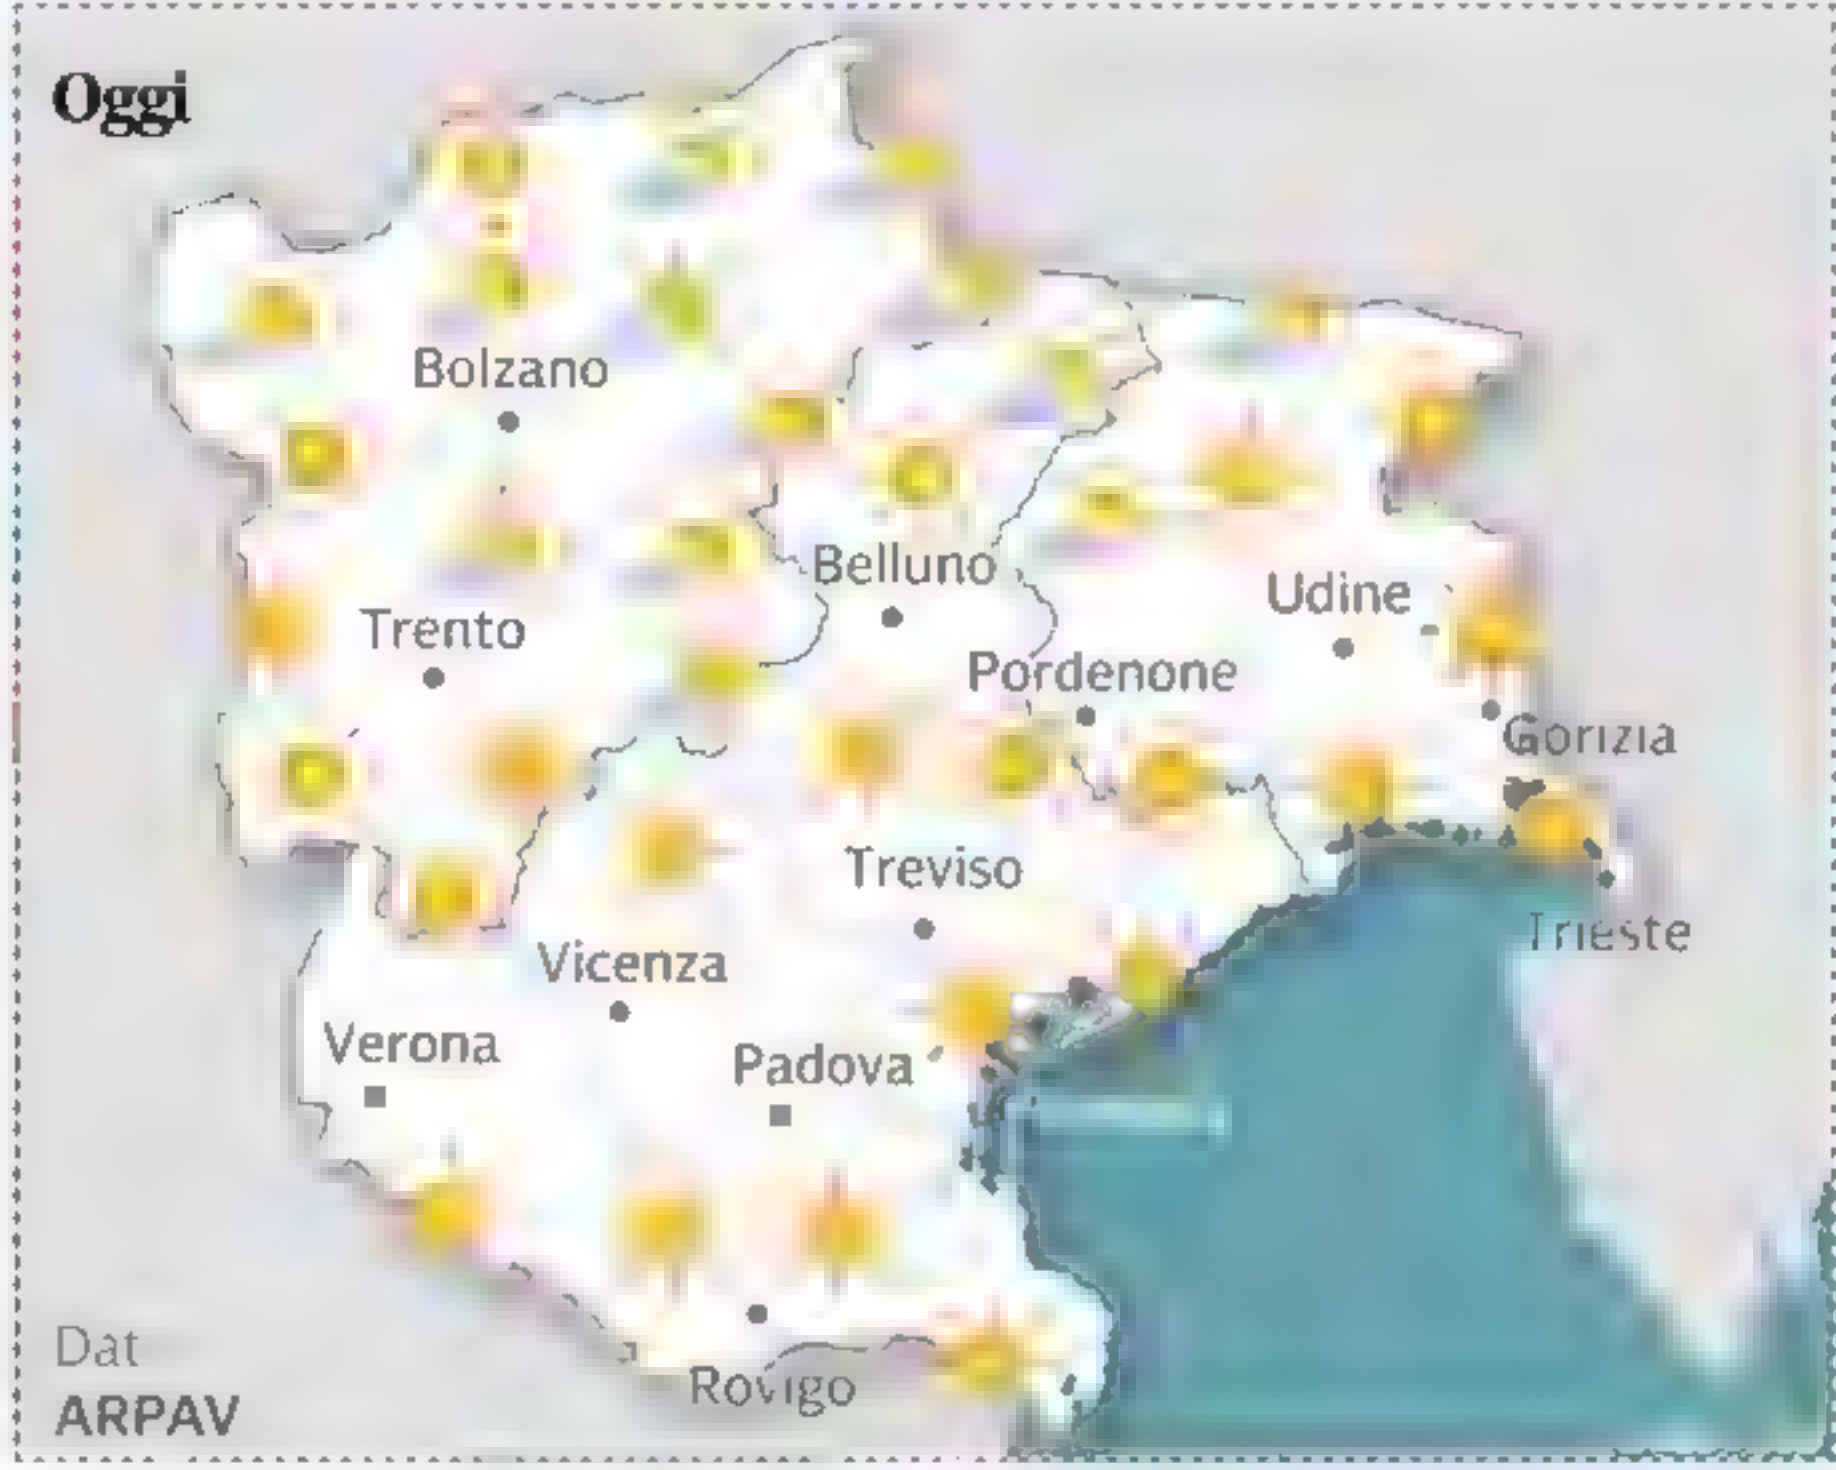 Oggi
Bolzano
Belluno
Udine
Trento
Pordenone
Gorizia
Treviso
Trieste
Vicenza
Verona
Padova
Rovigo
Dat
ARPAV